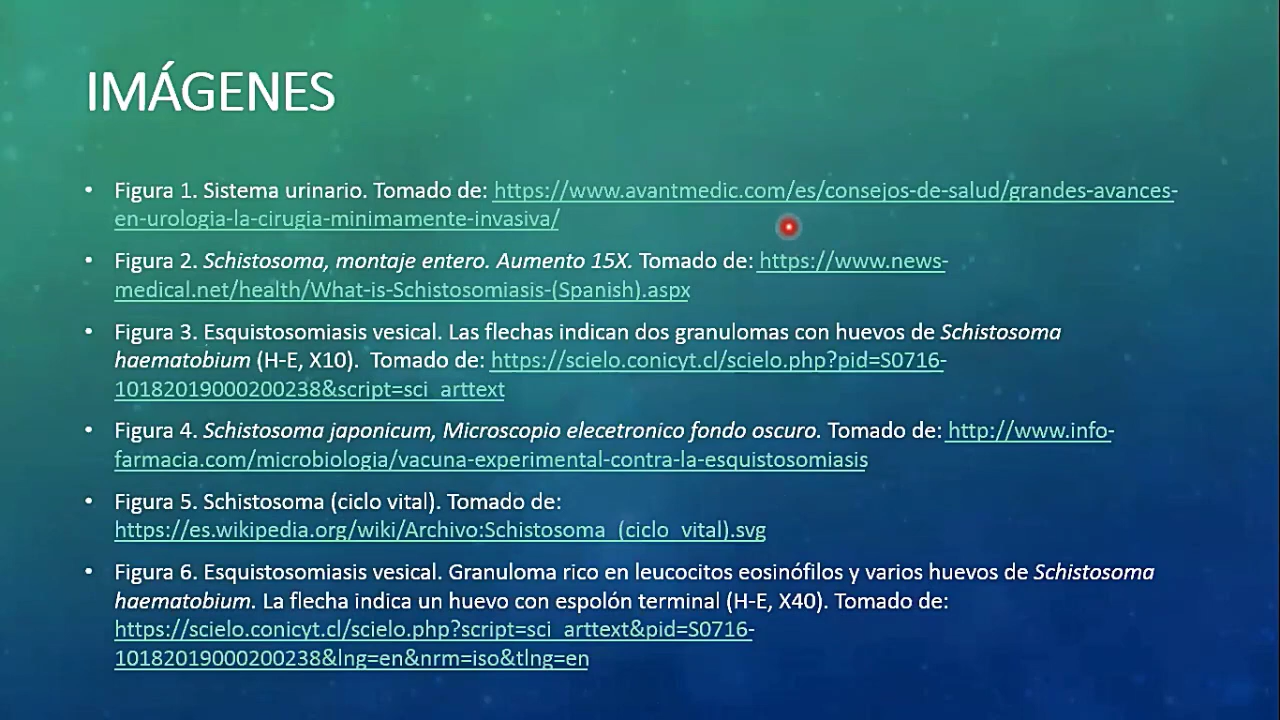 IMÁGENES
• Figura 1. Sistema urinario. Tomado de: https://www.avantmedic.com/es/consejos-de-salud/grandes-avances-
en-urologia-la-cirugia-minimamente-invasiva/
• Figura 2. Schistosoma, montaje entero. Aumento 15X. Tomado de: https://www.news-
medical.net/health/What-is-Schistosomiasis-(Spanish).aspx
• Figura 3. Esquistosomiasis vesical. Las flechas indican dos granulomas con huevos de Schistosoma
haematobium (H-E, X10). Tomado de: https://scielo.conicyt.cl/scielo.php?pid=S0716-
10182019000200238&script=sci_arttext
• Figura 4. Schistosoma japonicum, Microscopio elecetronico fondo oscuro. Tomado de: http://www.info-
farmacia.com/microbiologia/vacuna-experimental-contra-la-esquistosomiasis
• Figura 5. Schistosoma (ciclo vital). Tomado de:
https://es.wikipedia.org/wiki/Archivo:Schistosoma_(ciclo_vital).svg
• Figura 6. Esquistosomiasis vesical. Granuloma rico en leucocitos eosinófilos y varios huevos de Schistosoma
haematobium. La flecha indica un huevo con espolón terminal (H-E, X40). Tomado de:
https://scielo.conicyt.cl/scielo.php?script=sci_arttext&pid=S0716-
10182019000200238&lng=en&nrm=iso&tlng=en